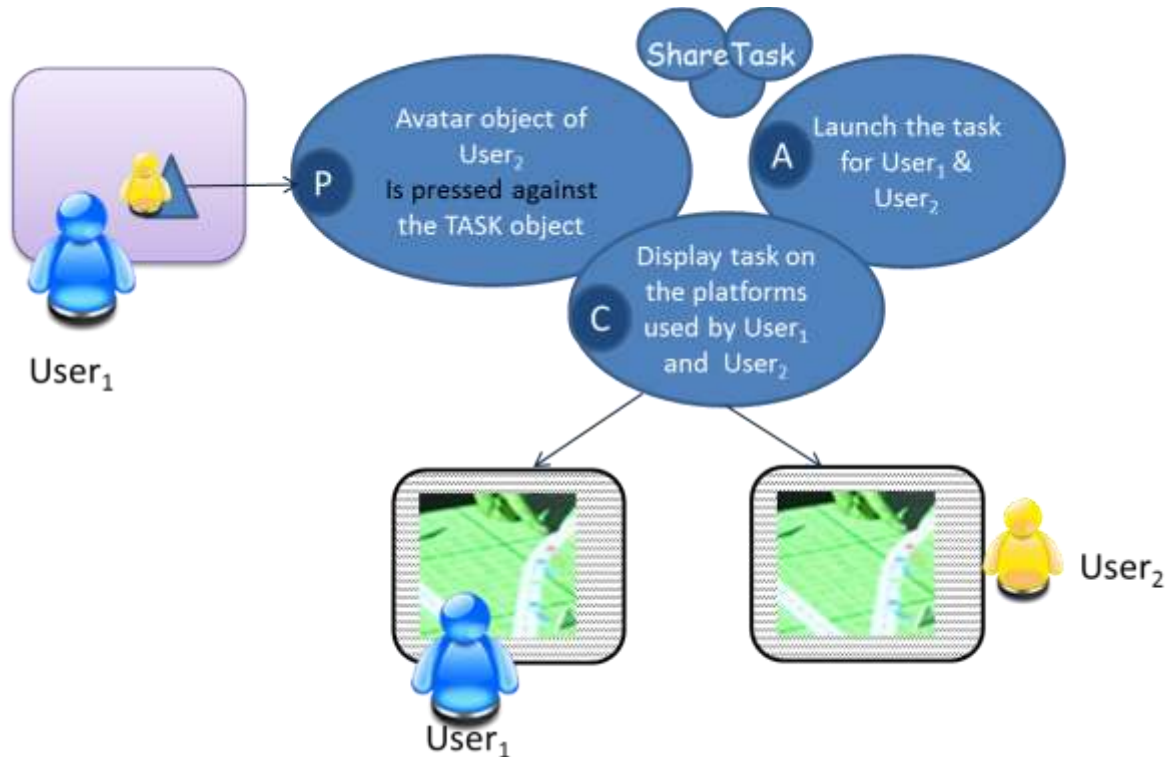 ShareTask
Avatar object of
User₂
Is pressed against
the TASK object
P
Launch the task
for User₁ &
User₂
A
Display task on
the platforms
used by User₁
and User₂
C
User₁
User₂
User₁